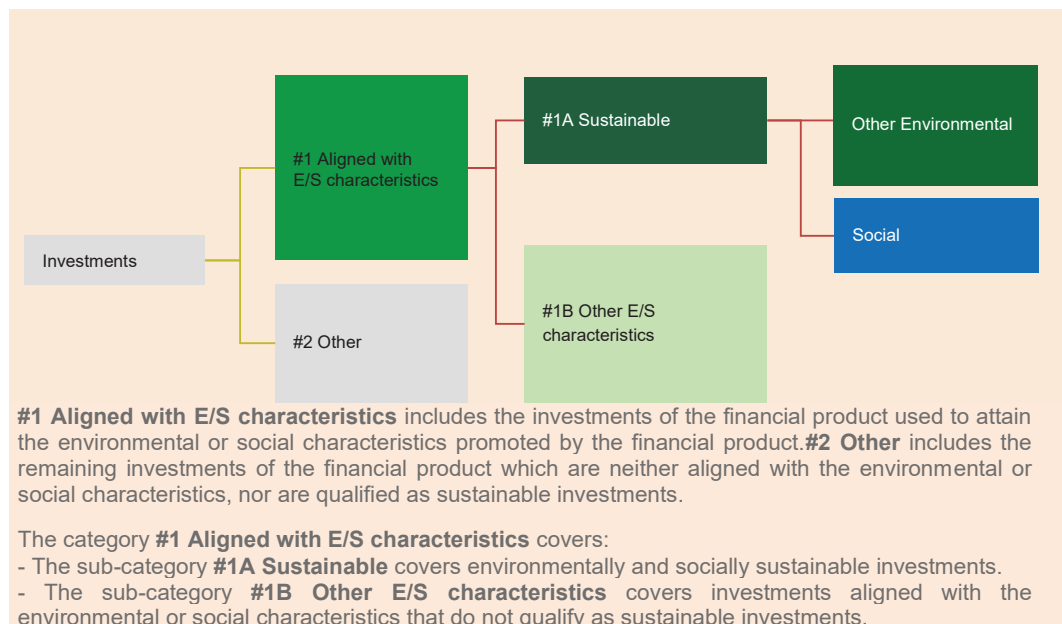 #1 Aligned with
E/S characteristics
#1A Sustainable
Other Environmental
Social
Investments
#1B Other E/S
characteristics
#2 Other
#1 Aligned with E/S characteristics includes the investments of the financial product used to attain
the environmental or social characteristics promoted by the financial product.#2 Other includes the
remaining investments of the financial product which are neither aligned with the environmental or
social characteristics, nor are qualified as sustainable investments.
The category #1 Aligned with E/S characteristics covers:
- The sub-category #1A Sustainable covers environmentally and socially sustainable investments.
- The sub-category #1B Other E/S characteristics covers investments aligned with the
environmental or social characteristics that do not qualify as sustainable investments.